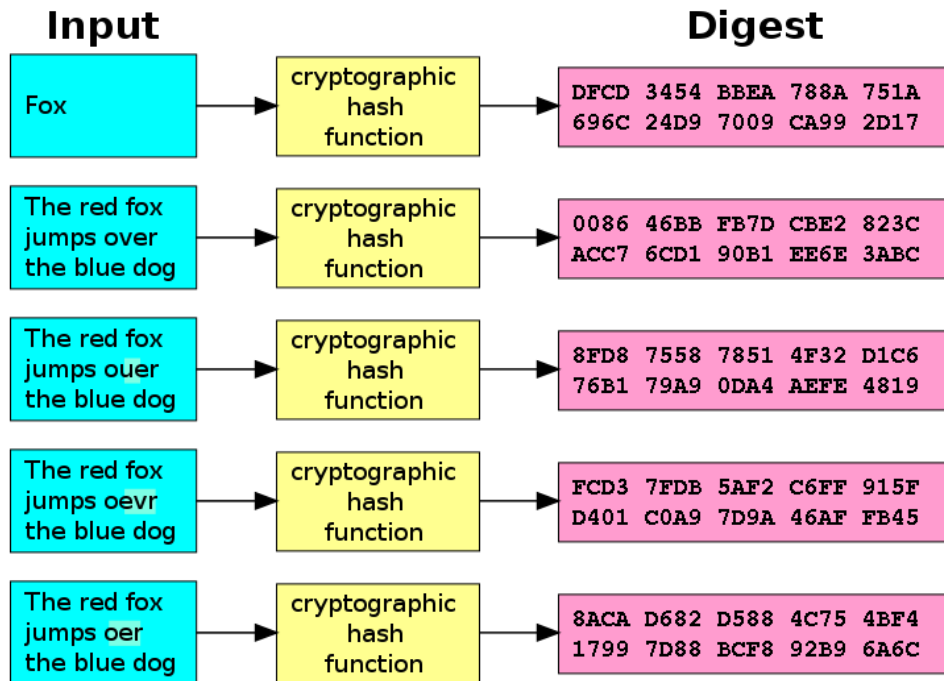 Input
Digest
Fox
cryptographic
hash
function
DFCD 3454 BBEA 788A 751A
696C 24D9 7009 CA99 2D17
The red fox
jumps over
the blue dog
cryptographic
hash
function
0086 46BB FB7D CBE2 823C
ACC7 6CD1 90B1 EE6E 3ABC
The red fox
jumps ouer
the blue dog
cryptographic
hash
function
8FD8 7558 7851 4F32 D1C6
76B1 79A9 0DA4 AEFE 4819
The red fox
jumps oevr
the blue dog
cryptographic
hash
function
FCD3 7FDB 5AF2 C6FF 915F
D401 C0A9 7D9A 46AF FB45
The red fox
jumps oer
the blue dog
cryptographic
hash
function
8ACA D682 D588 4C75 4BF4
1799 7D88 BCF8 92B9 6A6C